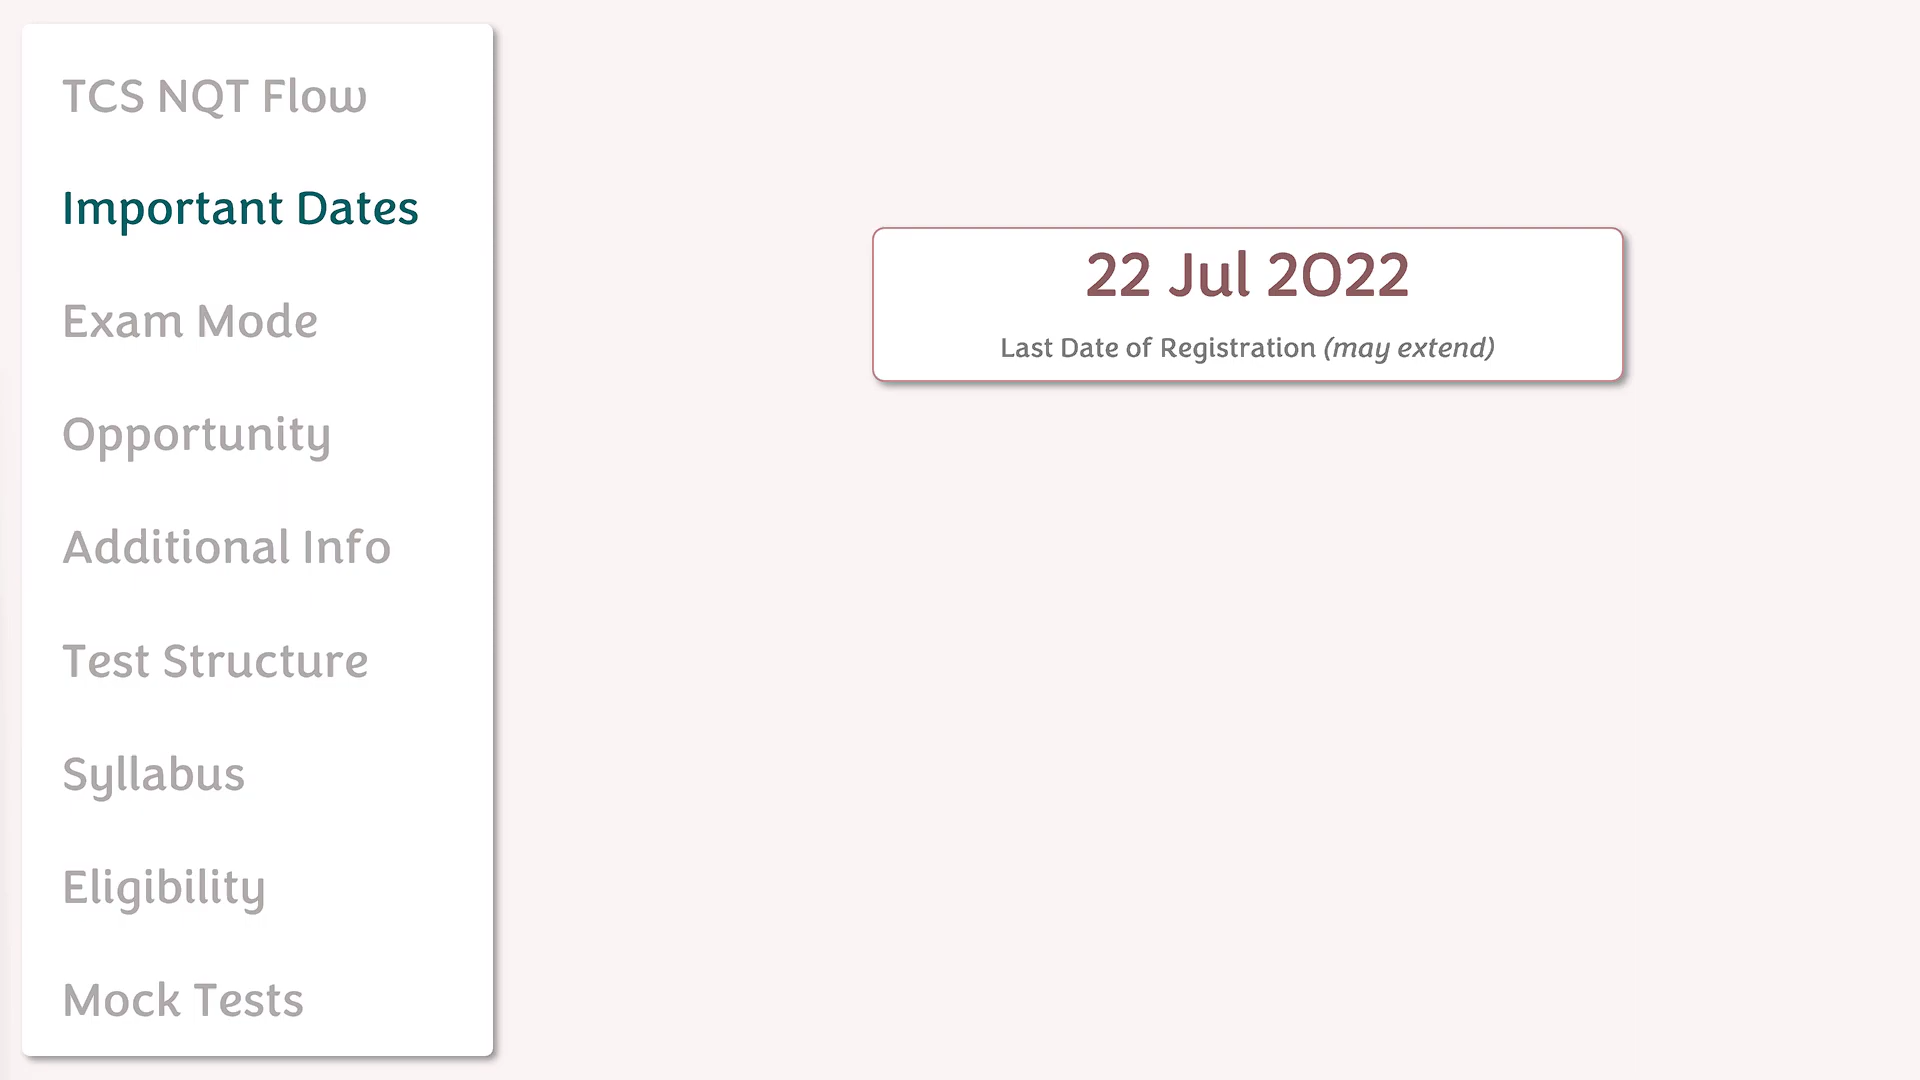 TCS NQT Flow
Important Dates
Exam Mode
Opportunity
Additional Info
Test Structure
Syllabus
Eligibility
Mock Tests
22 Jul 2022
Last Date of Registration (may extend)